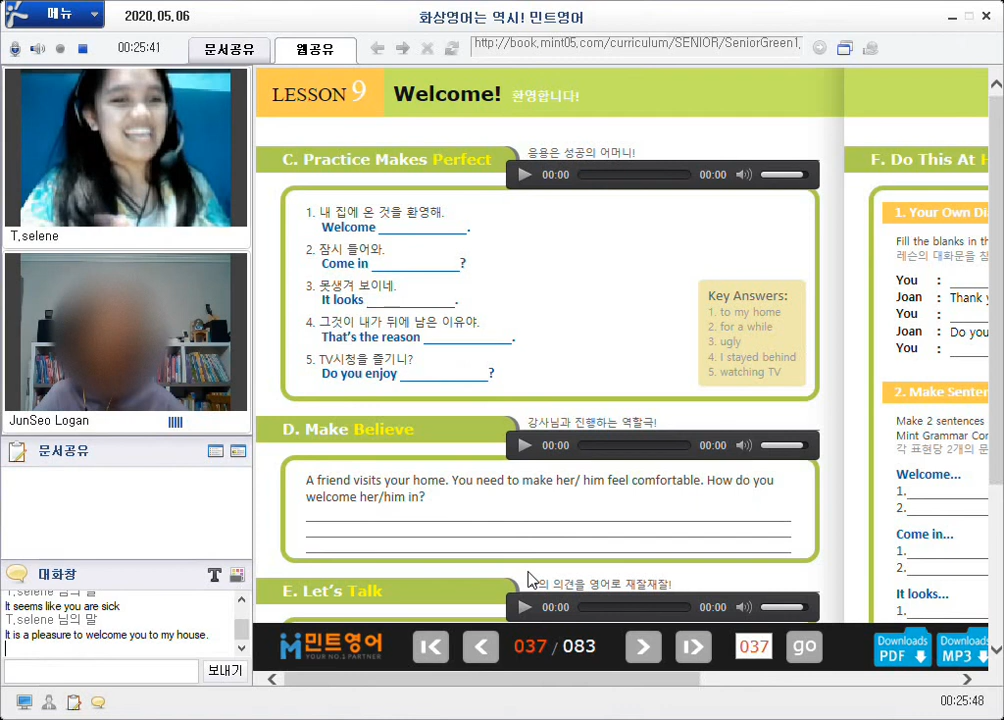 메뉴
2020.05.06
화상영어는 역시! 민트영어
00:25:41
문서공유
웹공유
http://book.mint05.com/curriculum/SENIOR/SeniorGreen1.
T.selene
JunSeo Logan
문서공유
대화창
T.selene 님의 말
It seems like you are sick
T.selene 님의 말
It is a pleasure to welcome you to my house.
보내기
LESSON 9
Welcome! 환영합니다!
C. Practice Makes Perfect
응용은 성공의 어머니!
00:00
00:00
1. 내 집에 온 것을 환영해.
Welcome ____________.
2. 잠시 들어와.
Come in ____________?
3. 못생겨 보이네.
It looks ____________.
4. 그것이 내가 뒤에 남은 이유야.
That's the reason ____________.
5. TV시청을 즐기니?
Do you enjoy ____________?
Key Answers:
1. to my home
2. for a while
3. ugly
4. I stayed behind
5. watching TV
D. Make Believe
강사님과 진행하는 역할극!
00:00
00:00
A friend visits your home. You need to make her/ him feel comfortable. How do you
welcome her/him in?
E. Let's Talk
의 의견을 영어로 재잘재잘!
00:00
00:00
F. Do This At
1. Your Own Di
Fill the blanks in th
레슨의 대화문을 참
You :
Joan : Thank y
You :
Joan : Do you
You :
2. Make Senten
Make 2 sentences
Mint Grammar Cor
각 표현당 2개의 문
Welcome...
1.
2.
Come in...
1.
2.
It looks...
1.
민트영어
YOUR NO.1 PARTNER
037 / 083
037
go
Downloads
PDF
Downloads
MP3
00:25:48